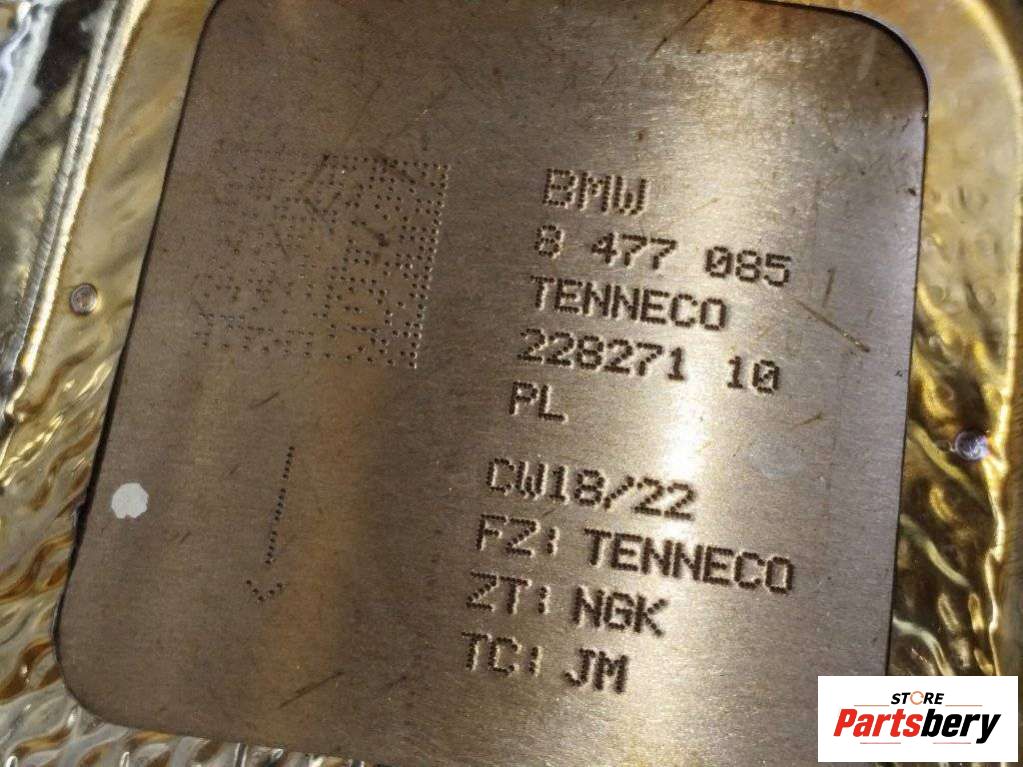 BMW
8 477 085
TENNECO
228271 10
PL
CW18/22
FZ: TENNECO
ZT: NGK
TC: JM
STORE
Partsbery